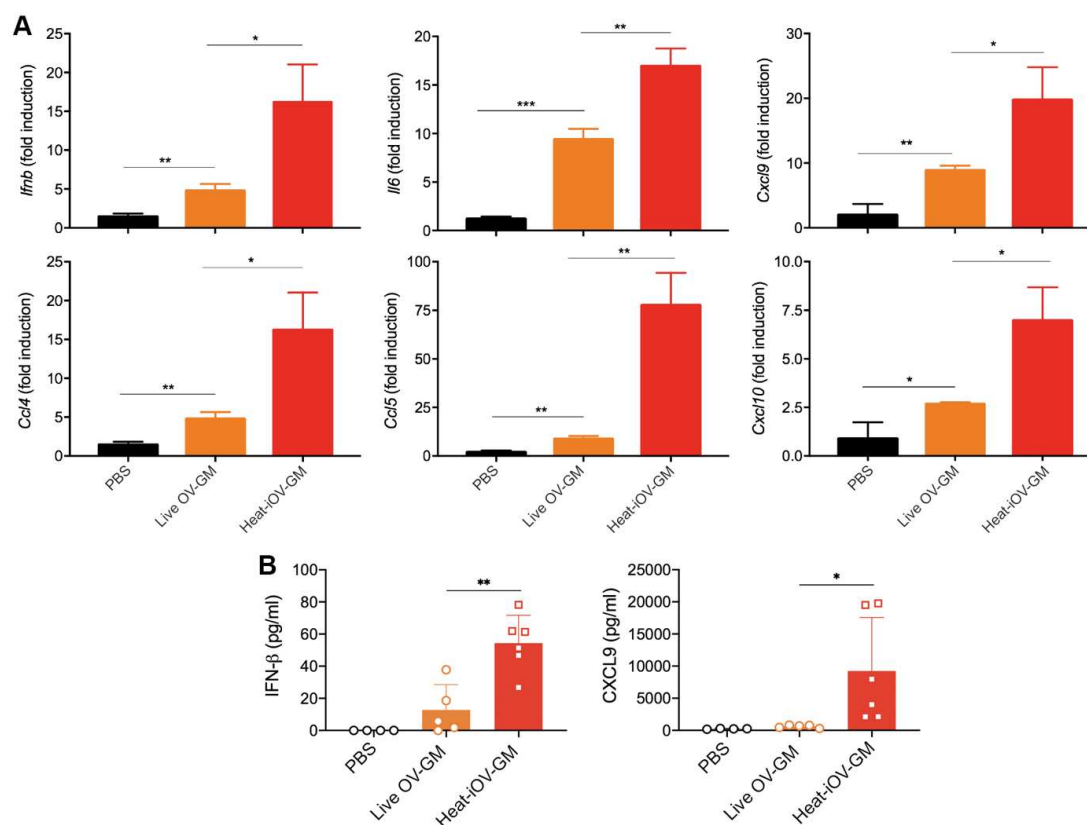 A
Ifnb (fold induction)
25
20
15
10
5
0
**
*
Il6 (fold induction)
20
15
10
5
0
***
**
Cxcl9 (fold induction)
30
20
10
0
**
*
Ccl4 (fold induction)
25
20
15
10
5
0
**
*
PBS
Live OV-GM
Heat-iOV-GM
Ccl5 (fold induction)
100
75
50
25
0
**
**
PBS
Live OV-GM
Heat-iOV-GM
Cxcl10 (fold induction)
10.0
7.5
5.0
2.5
0.0
*
*
PBS
Live OV-GM
Heat-iOV-GM
B
IFN-β (pg/ml)
100
80
60
40
20
0
**
PBS
Live OV-GM
Heat-iOV-GM
CXCL9 (pg/ml)
25000
20000
15000
10000
5000
0
*
PBS
Live OV-GM
Heat-iOV-GM